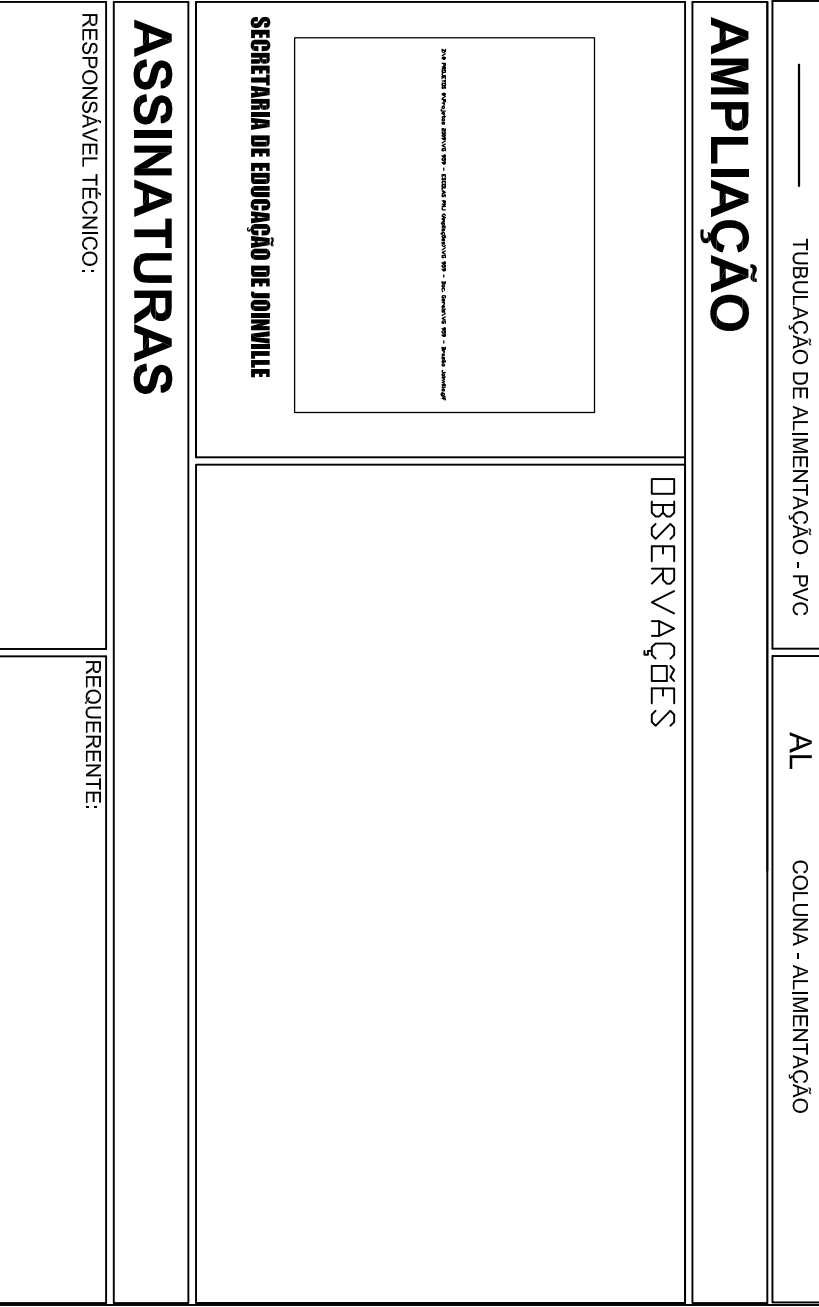 TUBULAÇÃO DE ALIMENTAÇÃO - PVC
AL COLUNA - ALIMENTAÇÃO
AMPLIAÇÃO
SECRETARIA DE EDUCAÇÃO DE JOINVILLE
OBSERVAÇÕES
ASSINATURAS
RESPONSÁVEL TÉCNICO:
REQUERENTE: